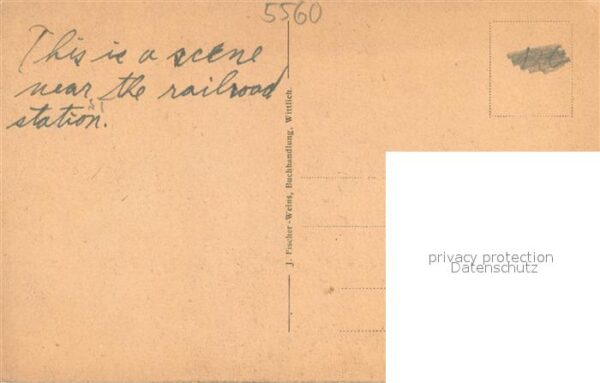 5560
This is a scene
near the railroad
station.
J. Fischer-Weins, Buchhandlung, Wittlich.
privacy protection
Datenschutz